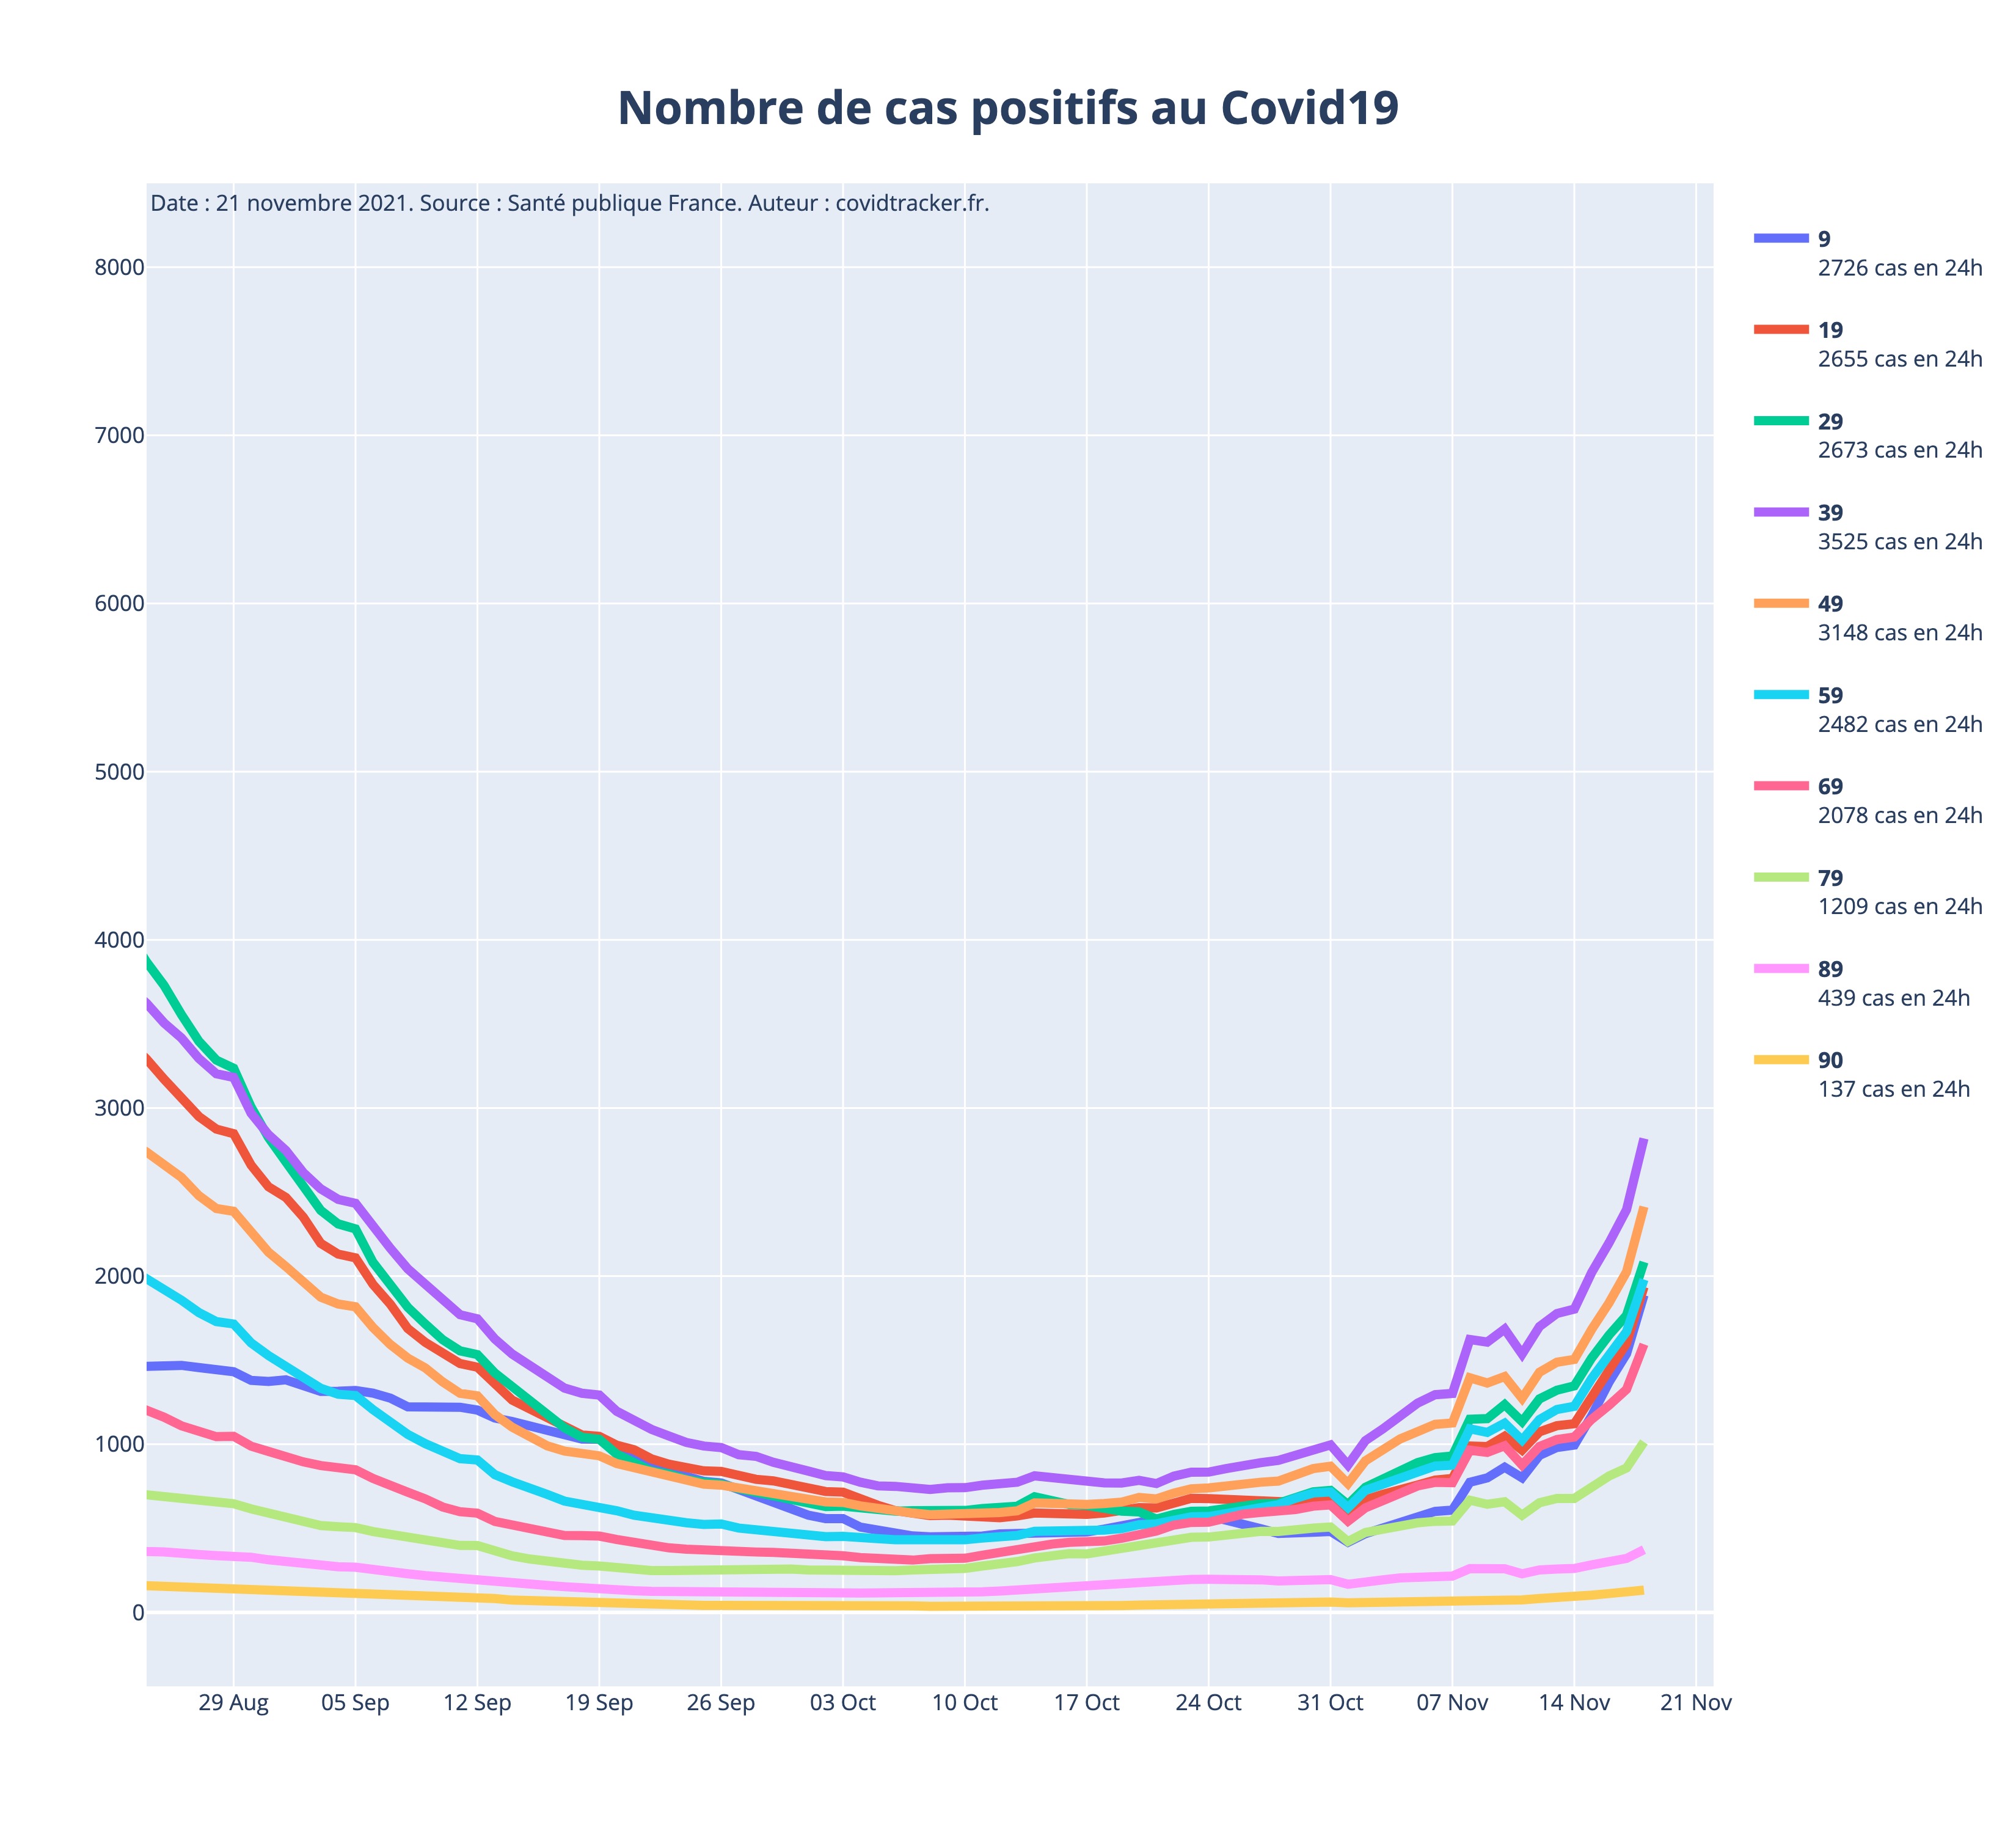 Nombre de cas positifs au Covid19
Date : 21 novembre 2021. Source : Santé publique France. Auteur : covidtracker.fr.
8000
7000
6000
5000
4000
3000
2000
1000
0
29 Aug
05 Sep
12 Sep
19 Sep
26 Sep
03 Oct
10 Oct
17 Oct
24 Oct
31 Oct
07 Nov
14 Nov
21 Nov
9
2726 cas en 24h
19
2655 cas en 24h
29
2673 cas en 24h
39
3525 cas en 24h
49
3148 cas en 24h
59
2482 cas en 24h
69
2078 cas en 24h
79
1209 cas en 24h
89
439 cas en 24h
90
137 cas en 24h